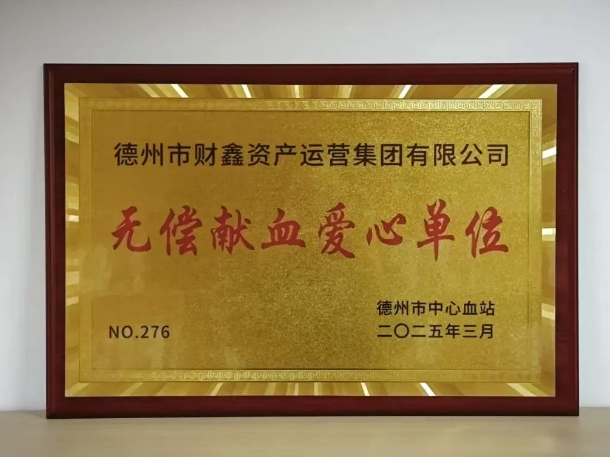 德州市财鑫资产运营集团有限公司
无偿献血爱心单位
德州市中心血站
NO.276
二〇二五年三月